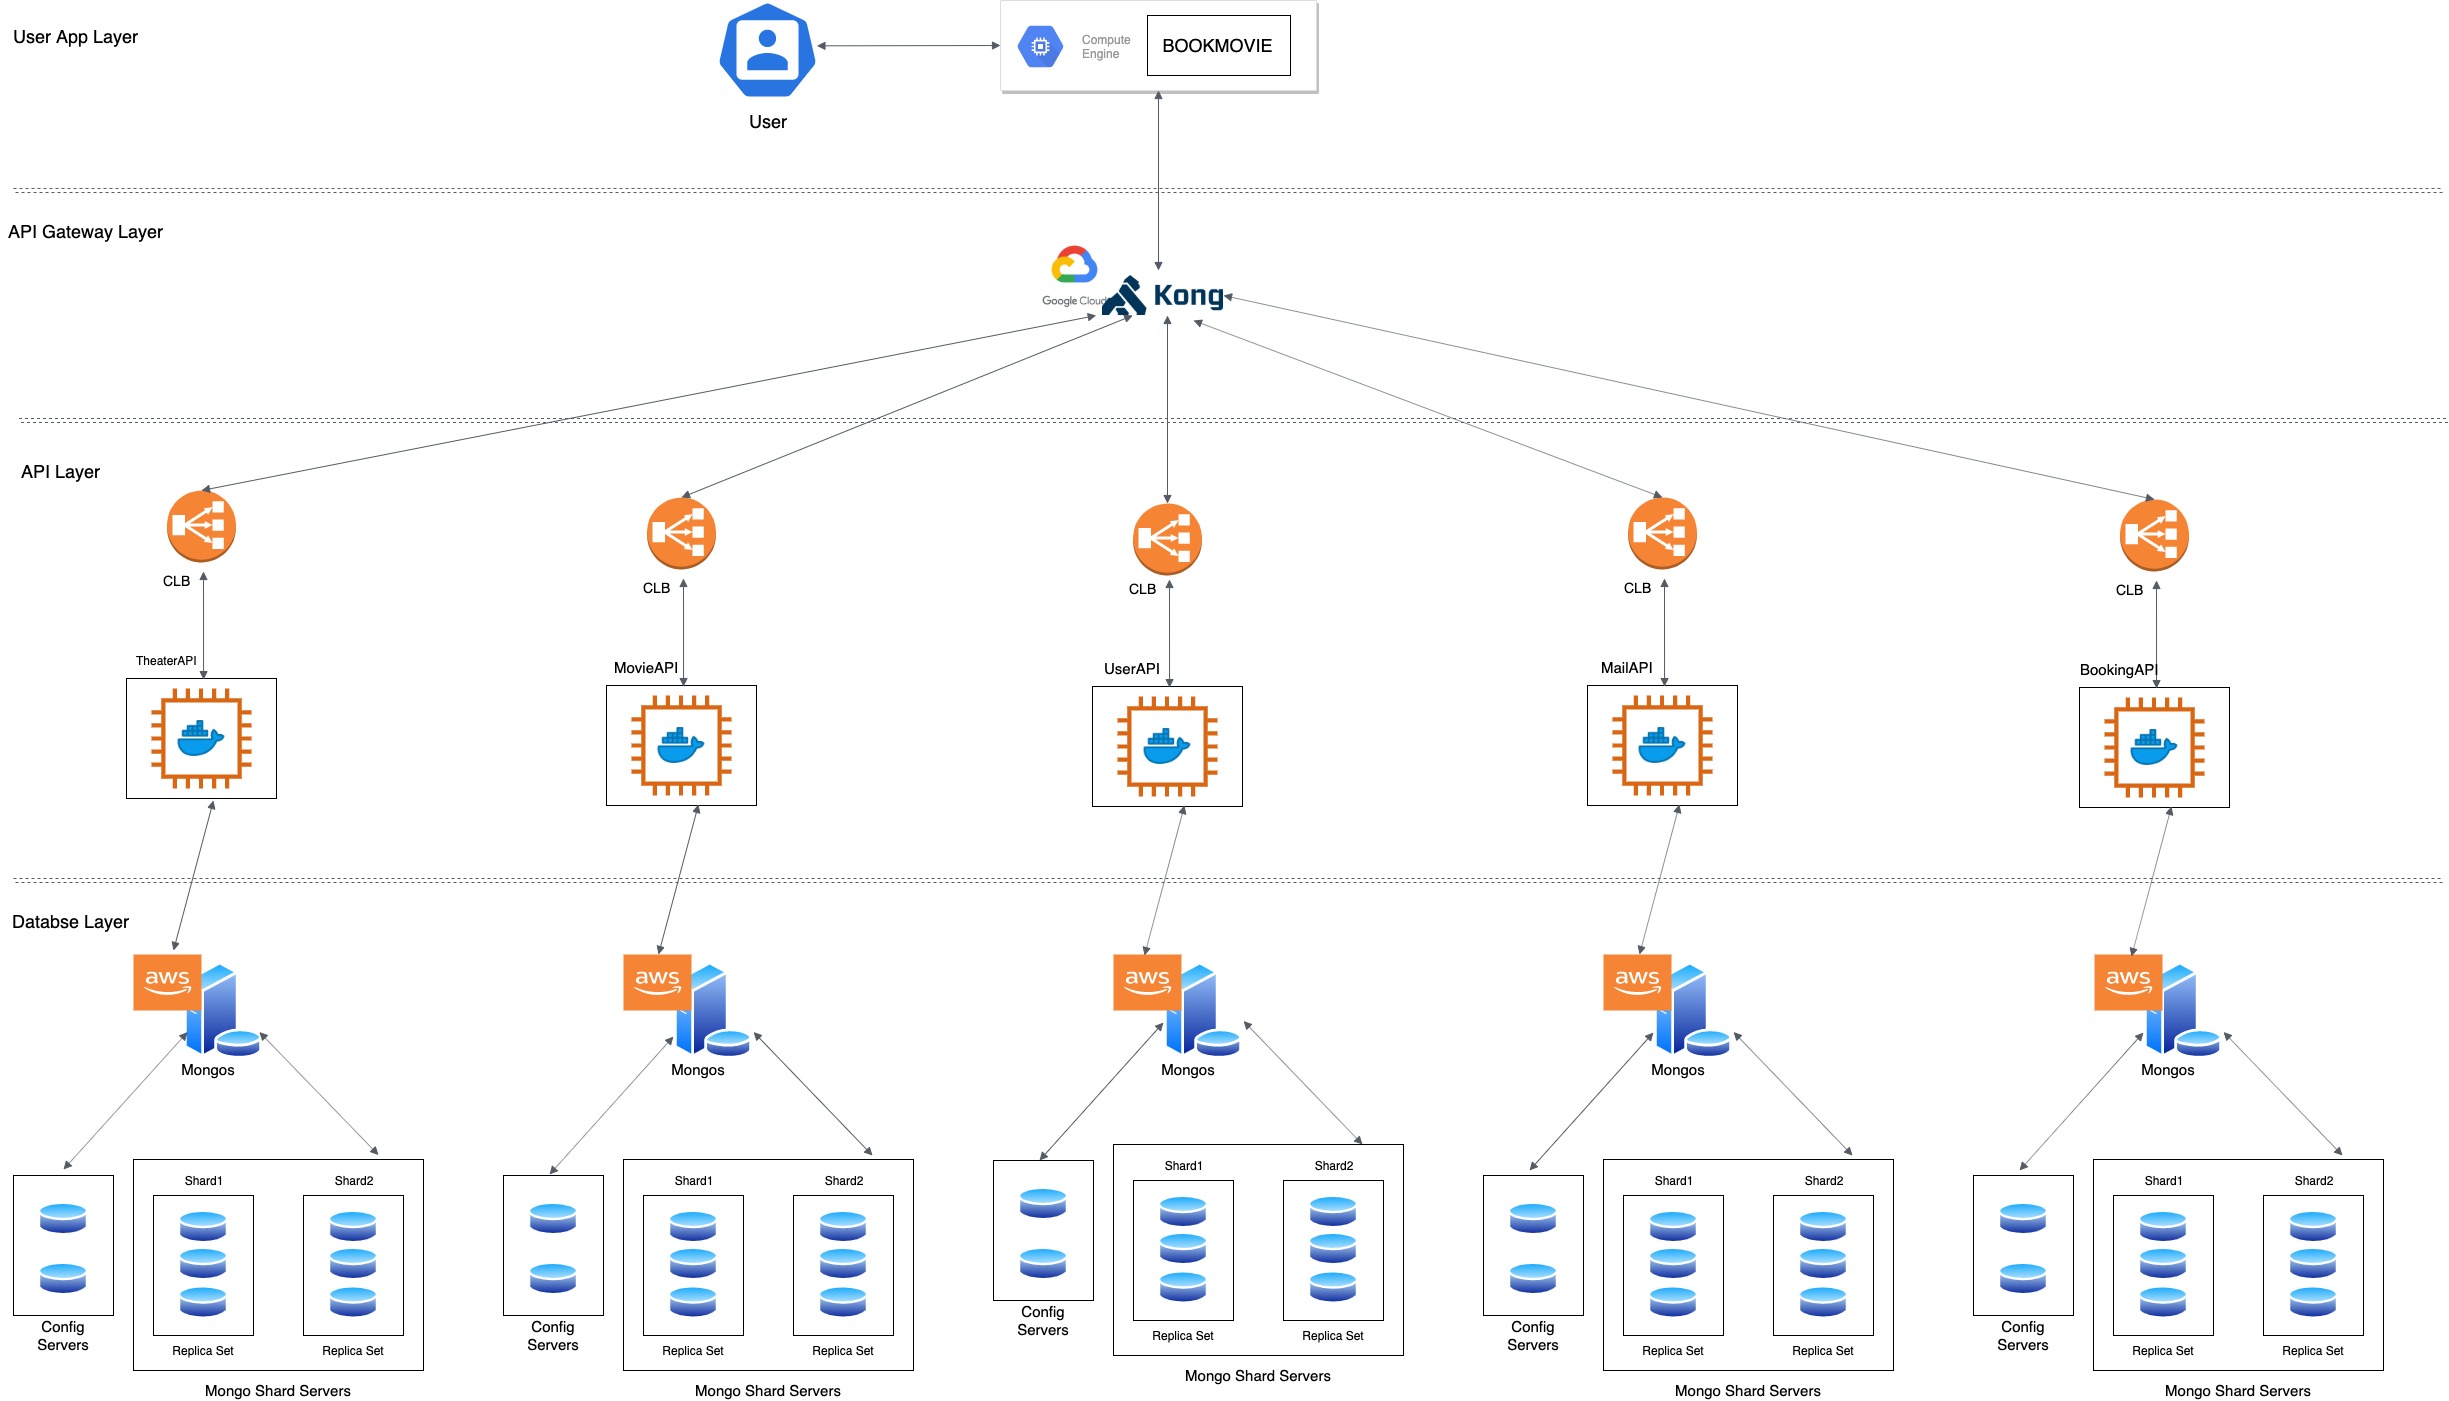 User App Layer
Compute
Engine
BOOKMOVIE
User
API Gateway Layer
Google Cloud
Kong
API Layer
CLB
CLB
CLB
CLB
CLB
TheaterAPI
MovieAPI
UserAPI
MailAPI
BookingAPI
Databse Layer
aws
aws
aws
aws
aws
Mongos
Mongos
Mongos
Mongos
Mongos
Shard1
Shard2
Config
Servers
Replica Set
Replica Set
Mongo Shard Servers
Shard1
Shard2
Config
Servers
Replica Set
Replica Set
Mongo Shard Servers
Shard1
Shard2
Config
Servers
Replica Set
Replica Set
Mongo Shard Servers
Shard1
Shard2
Config
Servers
Replica Set
Replica Set
Mongo Shard Servers
Shard1
Shard2
Config
Servers
Replica Set
Replica Set
Mongo Shard Servers